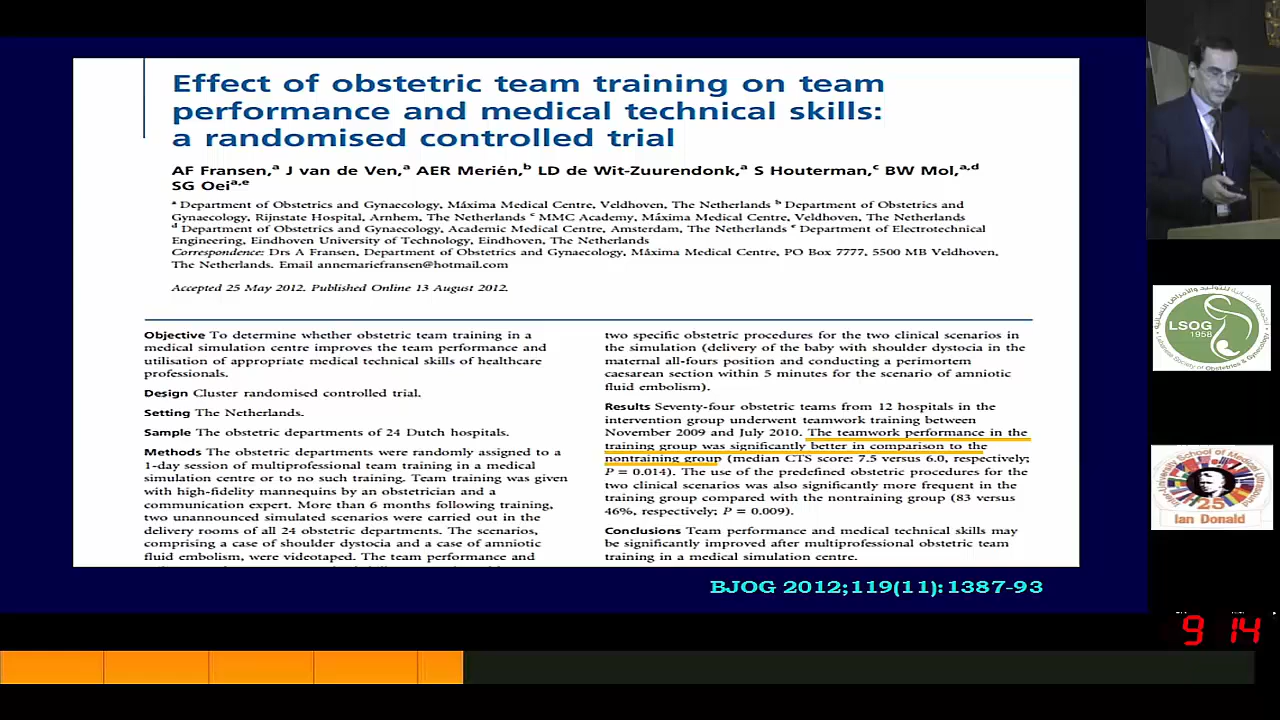 Effect of obstetric team training on team
performance and medical technical skills:
a randomised controlled trial
AF Fransen,a J van de Ven,a AER Merién,b LD de Wit-Zuurendonk,a S Houterman,c BW Mol,a,d
SG Oeia,e
a Department of Obstetrics and Gynaecology, Máxima Medical Centre, Veldhoven, The Netherlands b Department of Obstetrics and
Gynaecology, Rijnstate Hospital, Arnhem, The Netherlands c MMC Academy, Máxima Medical Centre, Veldhoven, The Netherlands
d Department of Obstetrics and Gynaecology, Academic Medical Centre, Amsterdam, The Netherlands e Department of Electrotechnical
Engineering, Eindhoven University of Technology, Eindhoven, The Netherlands
Correspondence: Drs A Fransen, Department of Obstetrics and Gynaecology, Máxima Medical Centre, PO Box 7777, 5500 MB Veldhoven,
The Netherlands. Email annemariefransen@hotmail.com
Accepted 25 May 2012. Published Online 13 August 2012.
Objective To determine whether obstetric team training in a
medical simulation centre improves the team performance and
utilisation of appropriate medical technical skills of healthcare
professionals.
Design Cluster randomised controlled trial.
Setting The Netherlands.
Sample The obstetric departments of 24 Dutch hospitals.
Methods The obstetric departments were randomly assigned to a
1-day session of multiprofessional team training in a medical
simulation centre or to no such training. Team training was given
with high-fidelity mannequins by an obstetrician and a
communication expert. More than 6 months following training,
two unannounced simulated scenarios were carried out in the
delivery rooms of all 24 obstetric departments. The scenarios,
comprising a case of shoulder dystocia and a case of amniotic
fluid embolism, were videotaped. The team performance and
two specific obstetric procedures for the two clinical scenarios in
the simulation (delivery of the baby with shoulder dystocia in the
maternal all-fours position and conducting a perimortem
caesarean section within 5 minutes for the scenario of amniotic
fluid embolism).
Results Seventy-four obstetric teams from 12 hospitals in the
intervention group underwent teamwork training between
November 2009 and July 2010. The teamwork performance in the
training group was significantly better in comparison to the
nontraining group (median CTS score: 7.5 versus 6.0, respectively;
P = 0.014). The use of the predefined obstetric procedures for the
two clinical scenarios was also significantly more frequent in the
training group compared with the nontraining group (83 versus
46%, respectively; P = 0.009).
Conclusions Team performance and medical technical skills may
be significantly improved after multiprofessional obstetric team
training in a medical simulation centre.
BJOG 2012;119(11):1387-93
LSOG
1958
Lebanese Society of Obstetrics & Gynecology
25
Ian Donald
9 14